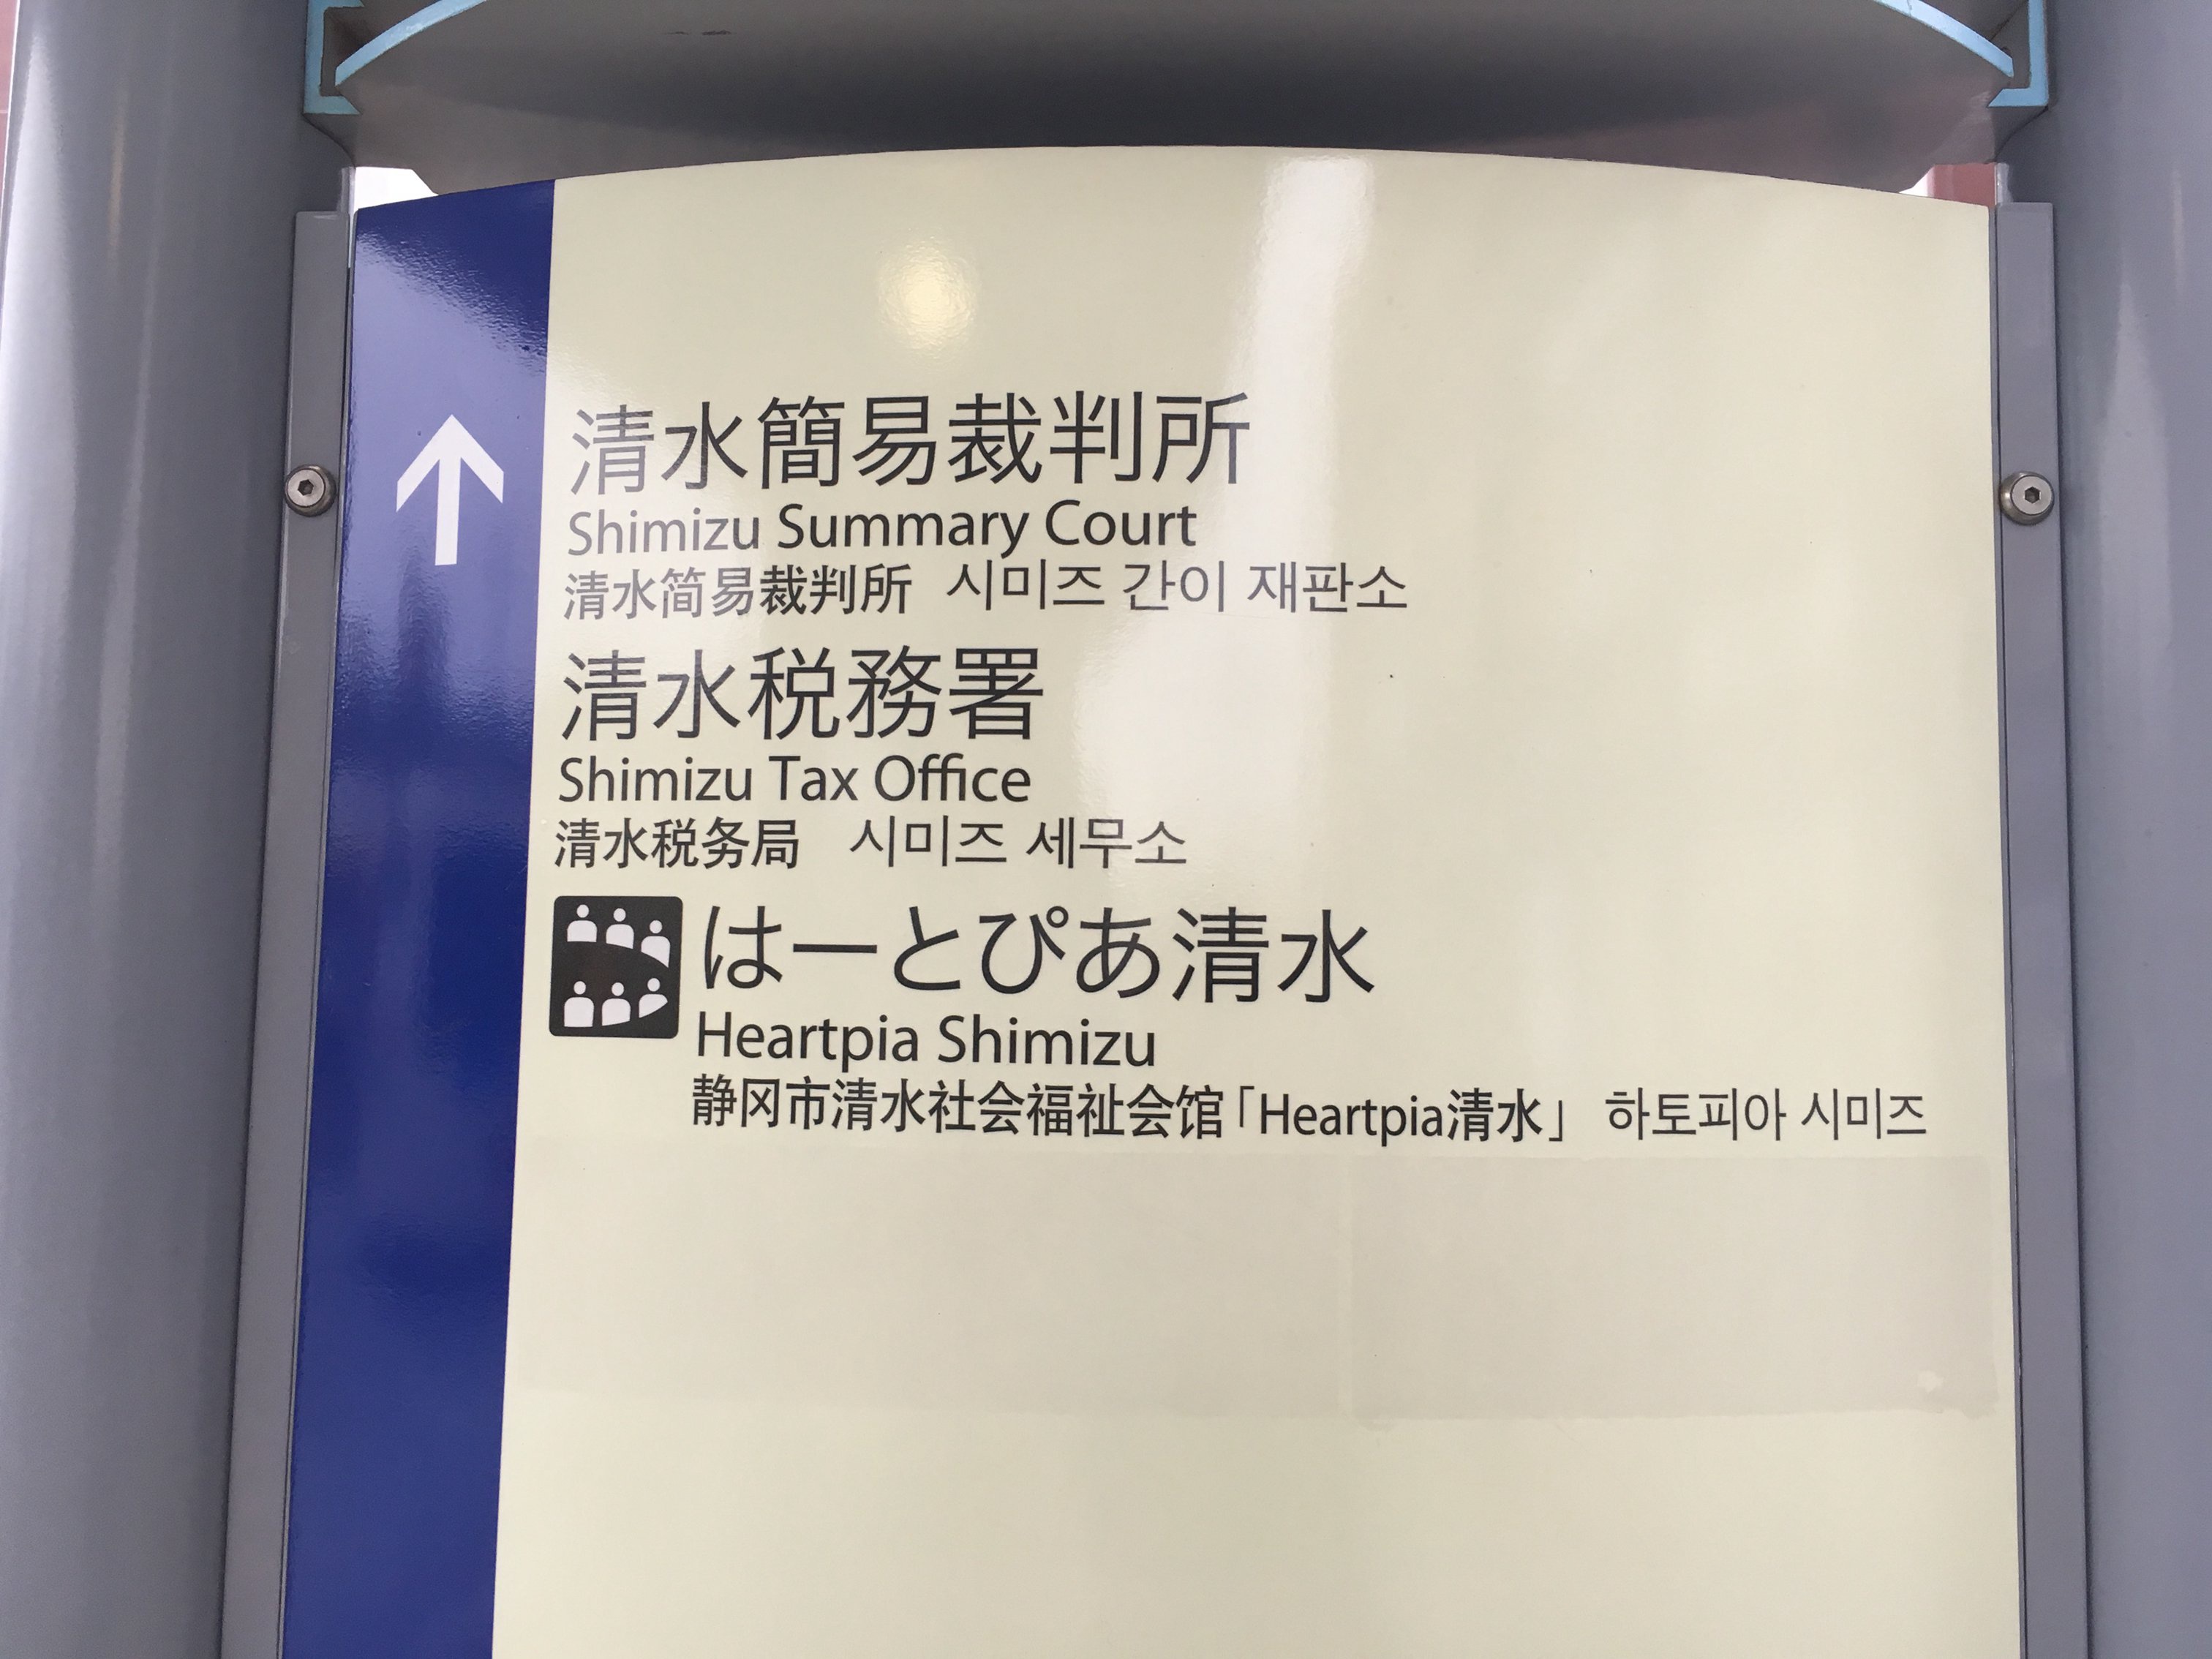 清水簡易裁判所
Shimizu Summary Court
清水简易裁判所 시미즈 간이 재판소
清水税務署
Shimizu Tax Office
清水税务局 시미즈 세무소
はーとぴあ清水
Heartpia Shimizu
静冈市清水社会福祉会馆「Heartpia清水」 하토피아 시미즈